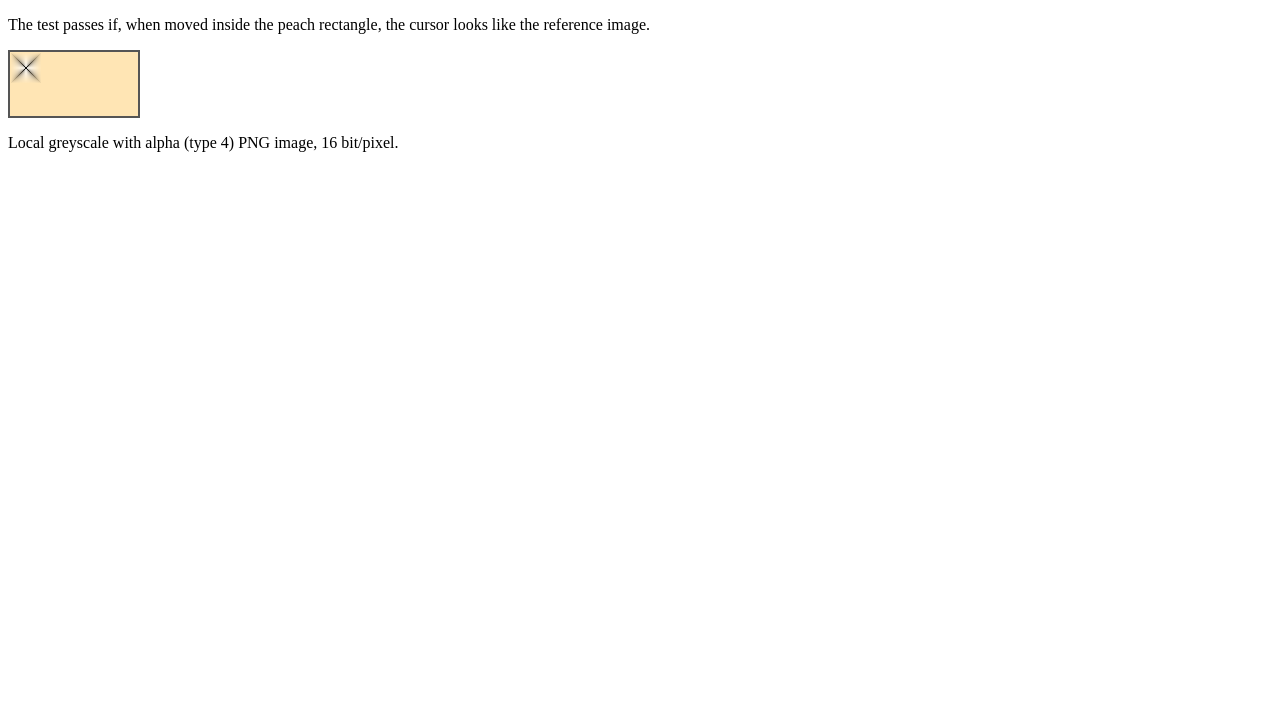 The test passes if, when moved inside the peach rectangle, the cursor looks like the reference image.
Local greyscale with alpha (type 4) PNG image, 16 bit/pixel.